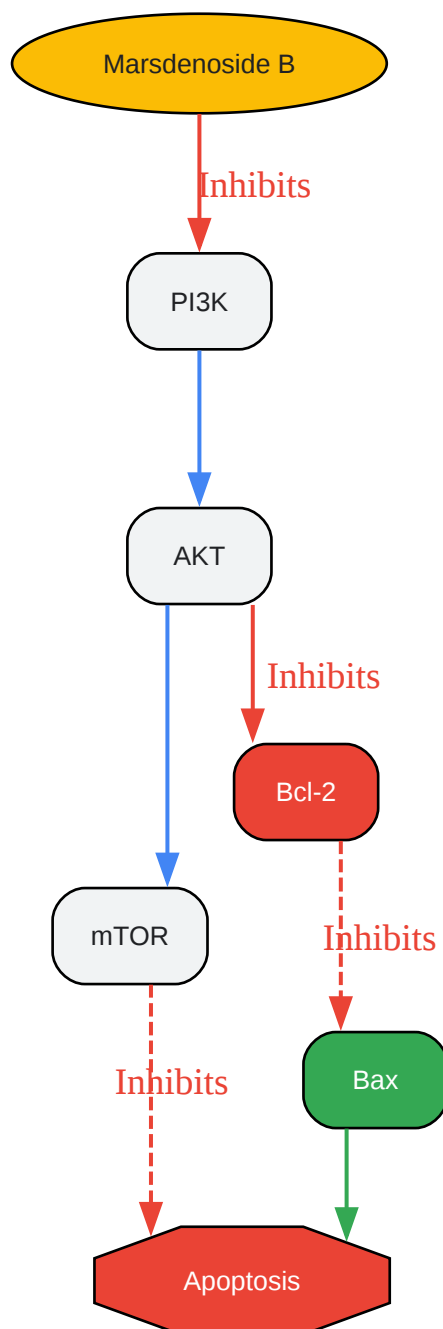 Marsdenoside B
Inhibits
PI3K
AKT
Inhibits
Bcl-2
mTOR
Inhibits
Bax
Inhibits
Apoptosis